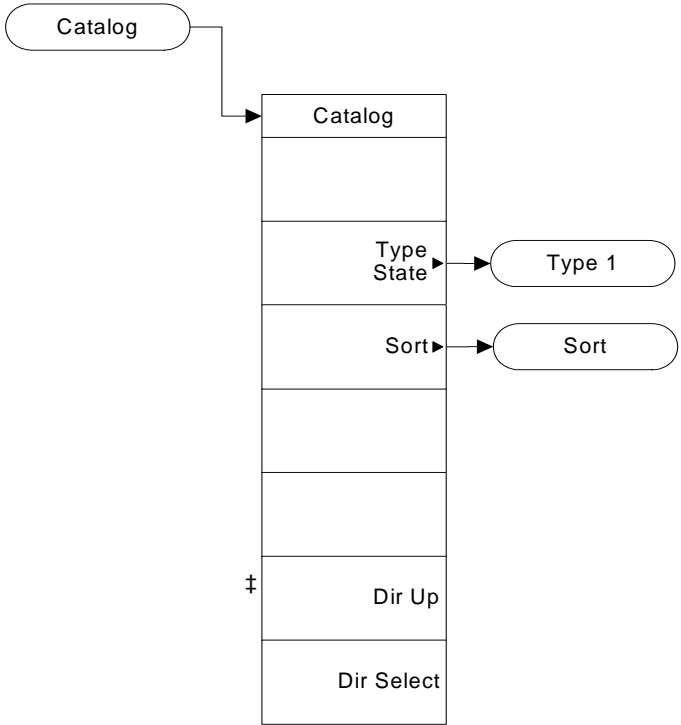 Catalog
Catalog
Type
State
Type 1
Sort
Sort
‡
Dir Up
Dir Select